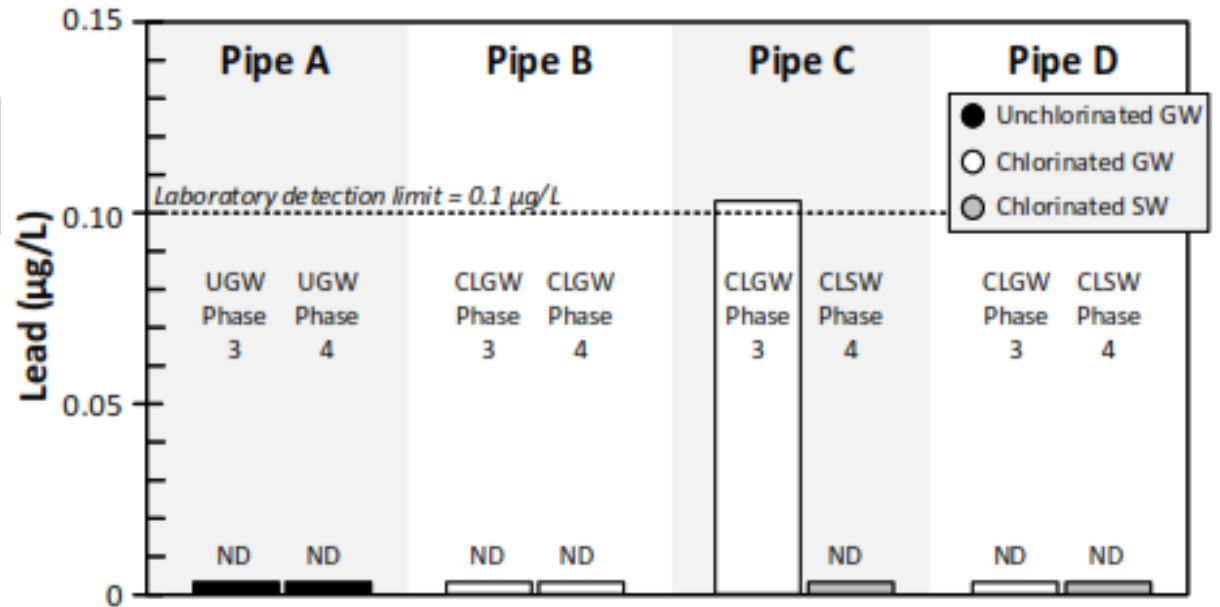 0.15
Pipe A Pipe B Pipe C Pipe D
Unchlorinated GW
Chlorinated GW
Chlorinated SW
Laboratory detection limit = 0.1 µg/L
0.10
Lead (µg/L)
UGW UGW CLGW CLGW CLGW CLSW CLGW CLSW
Phase Phase Phase Phase Phase Phase Phase Phase
3 4 3 4 3 4 3 4
0.05
ND ND ND ND ND ND ND
0